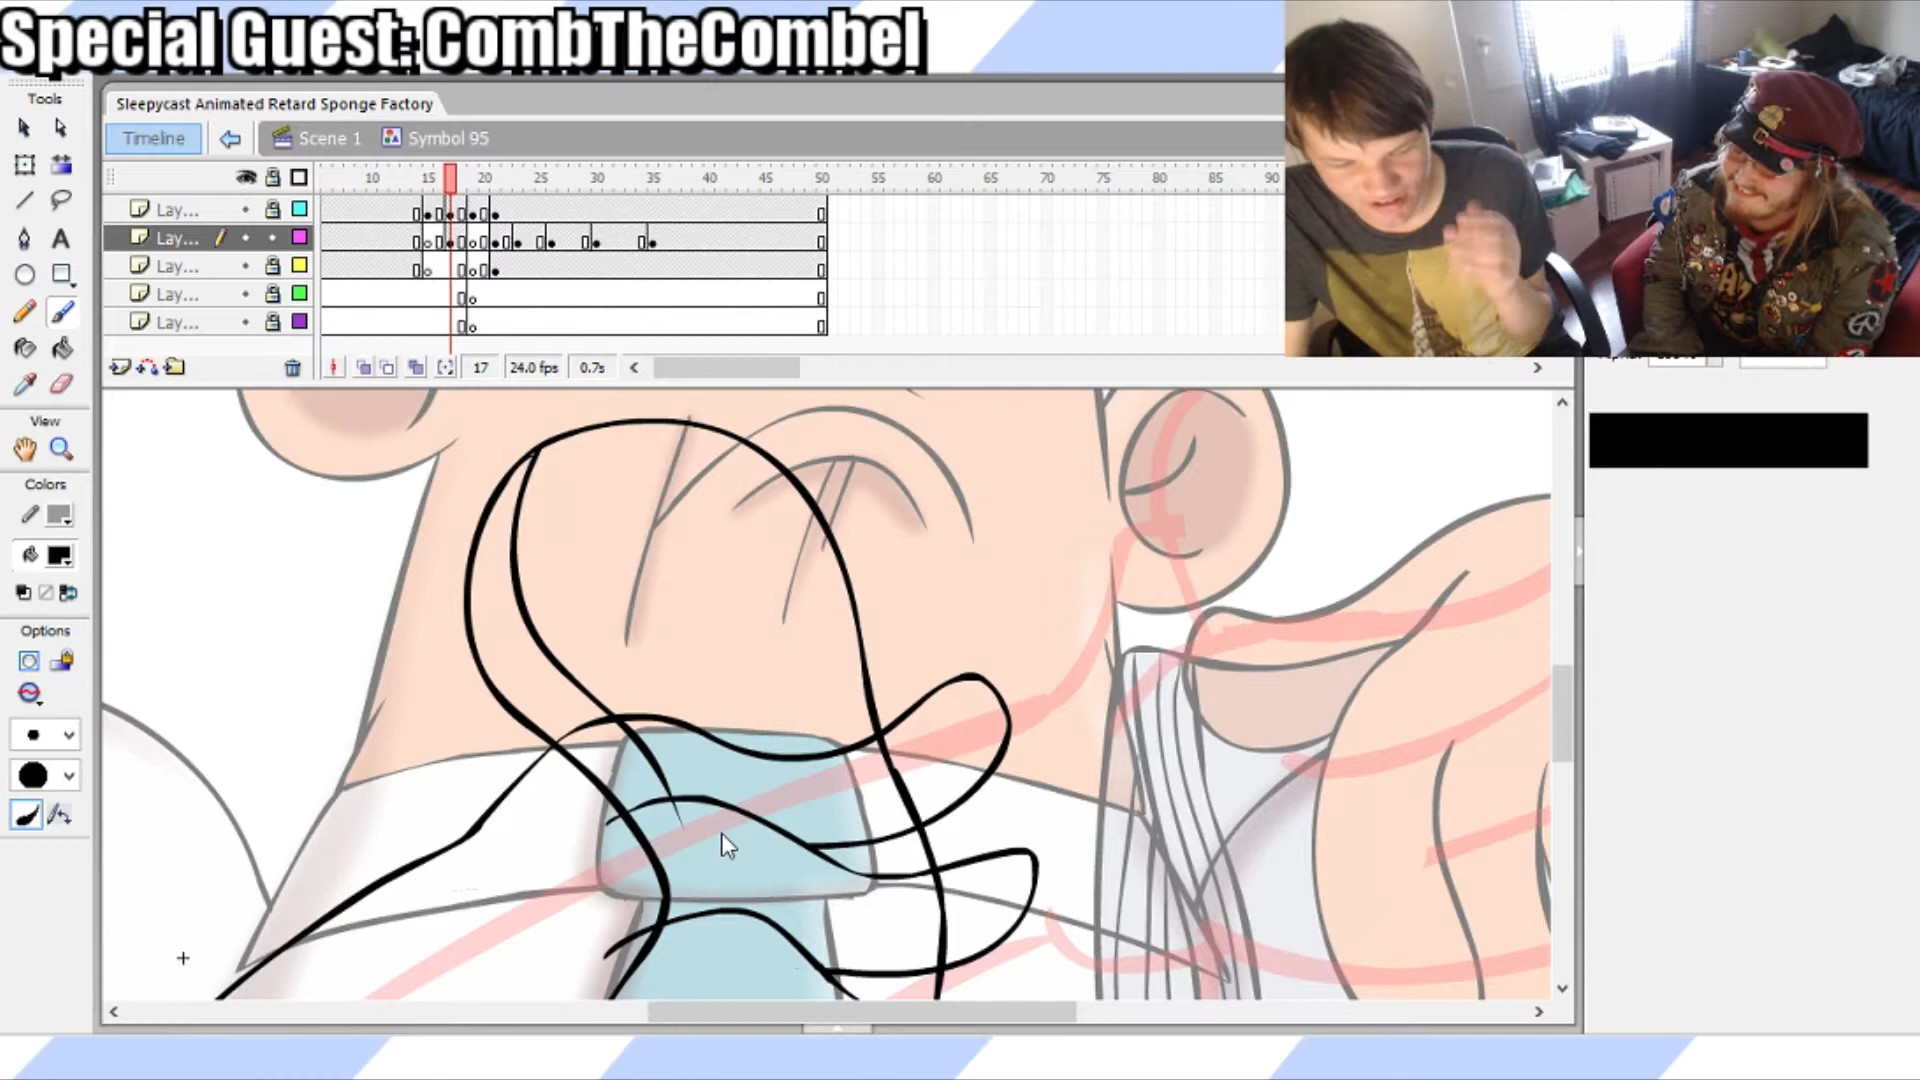 Special Guest: CombTheCombel
Tools
Sleepycast Animated Retard Sponge Factory
Timeline
Scene 1
Symbol 95
10 15 20 25 30 35 40 45 50 55 60 65 70 75 80 85 90
Lay...
Lay...
Lay...
Lay...
Lay...
17 24.0 fps 0.7s
View
Colors
Options